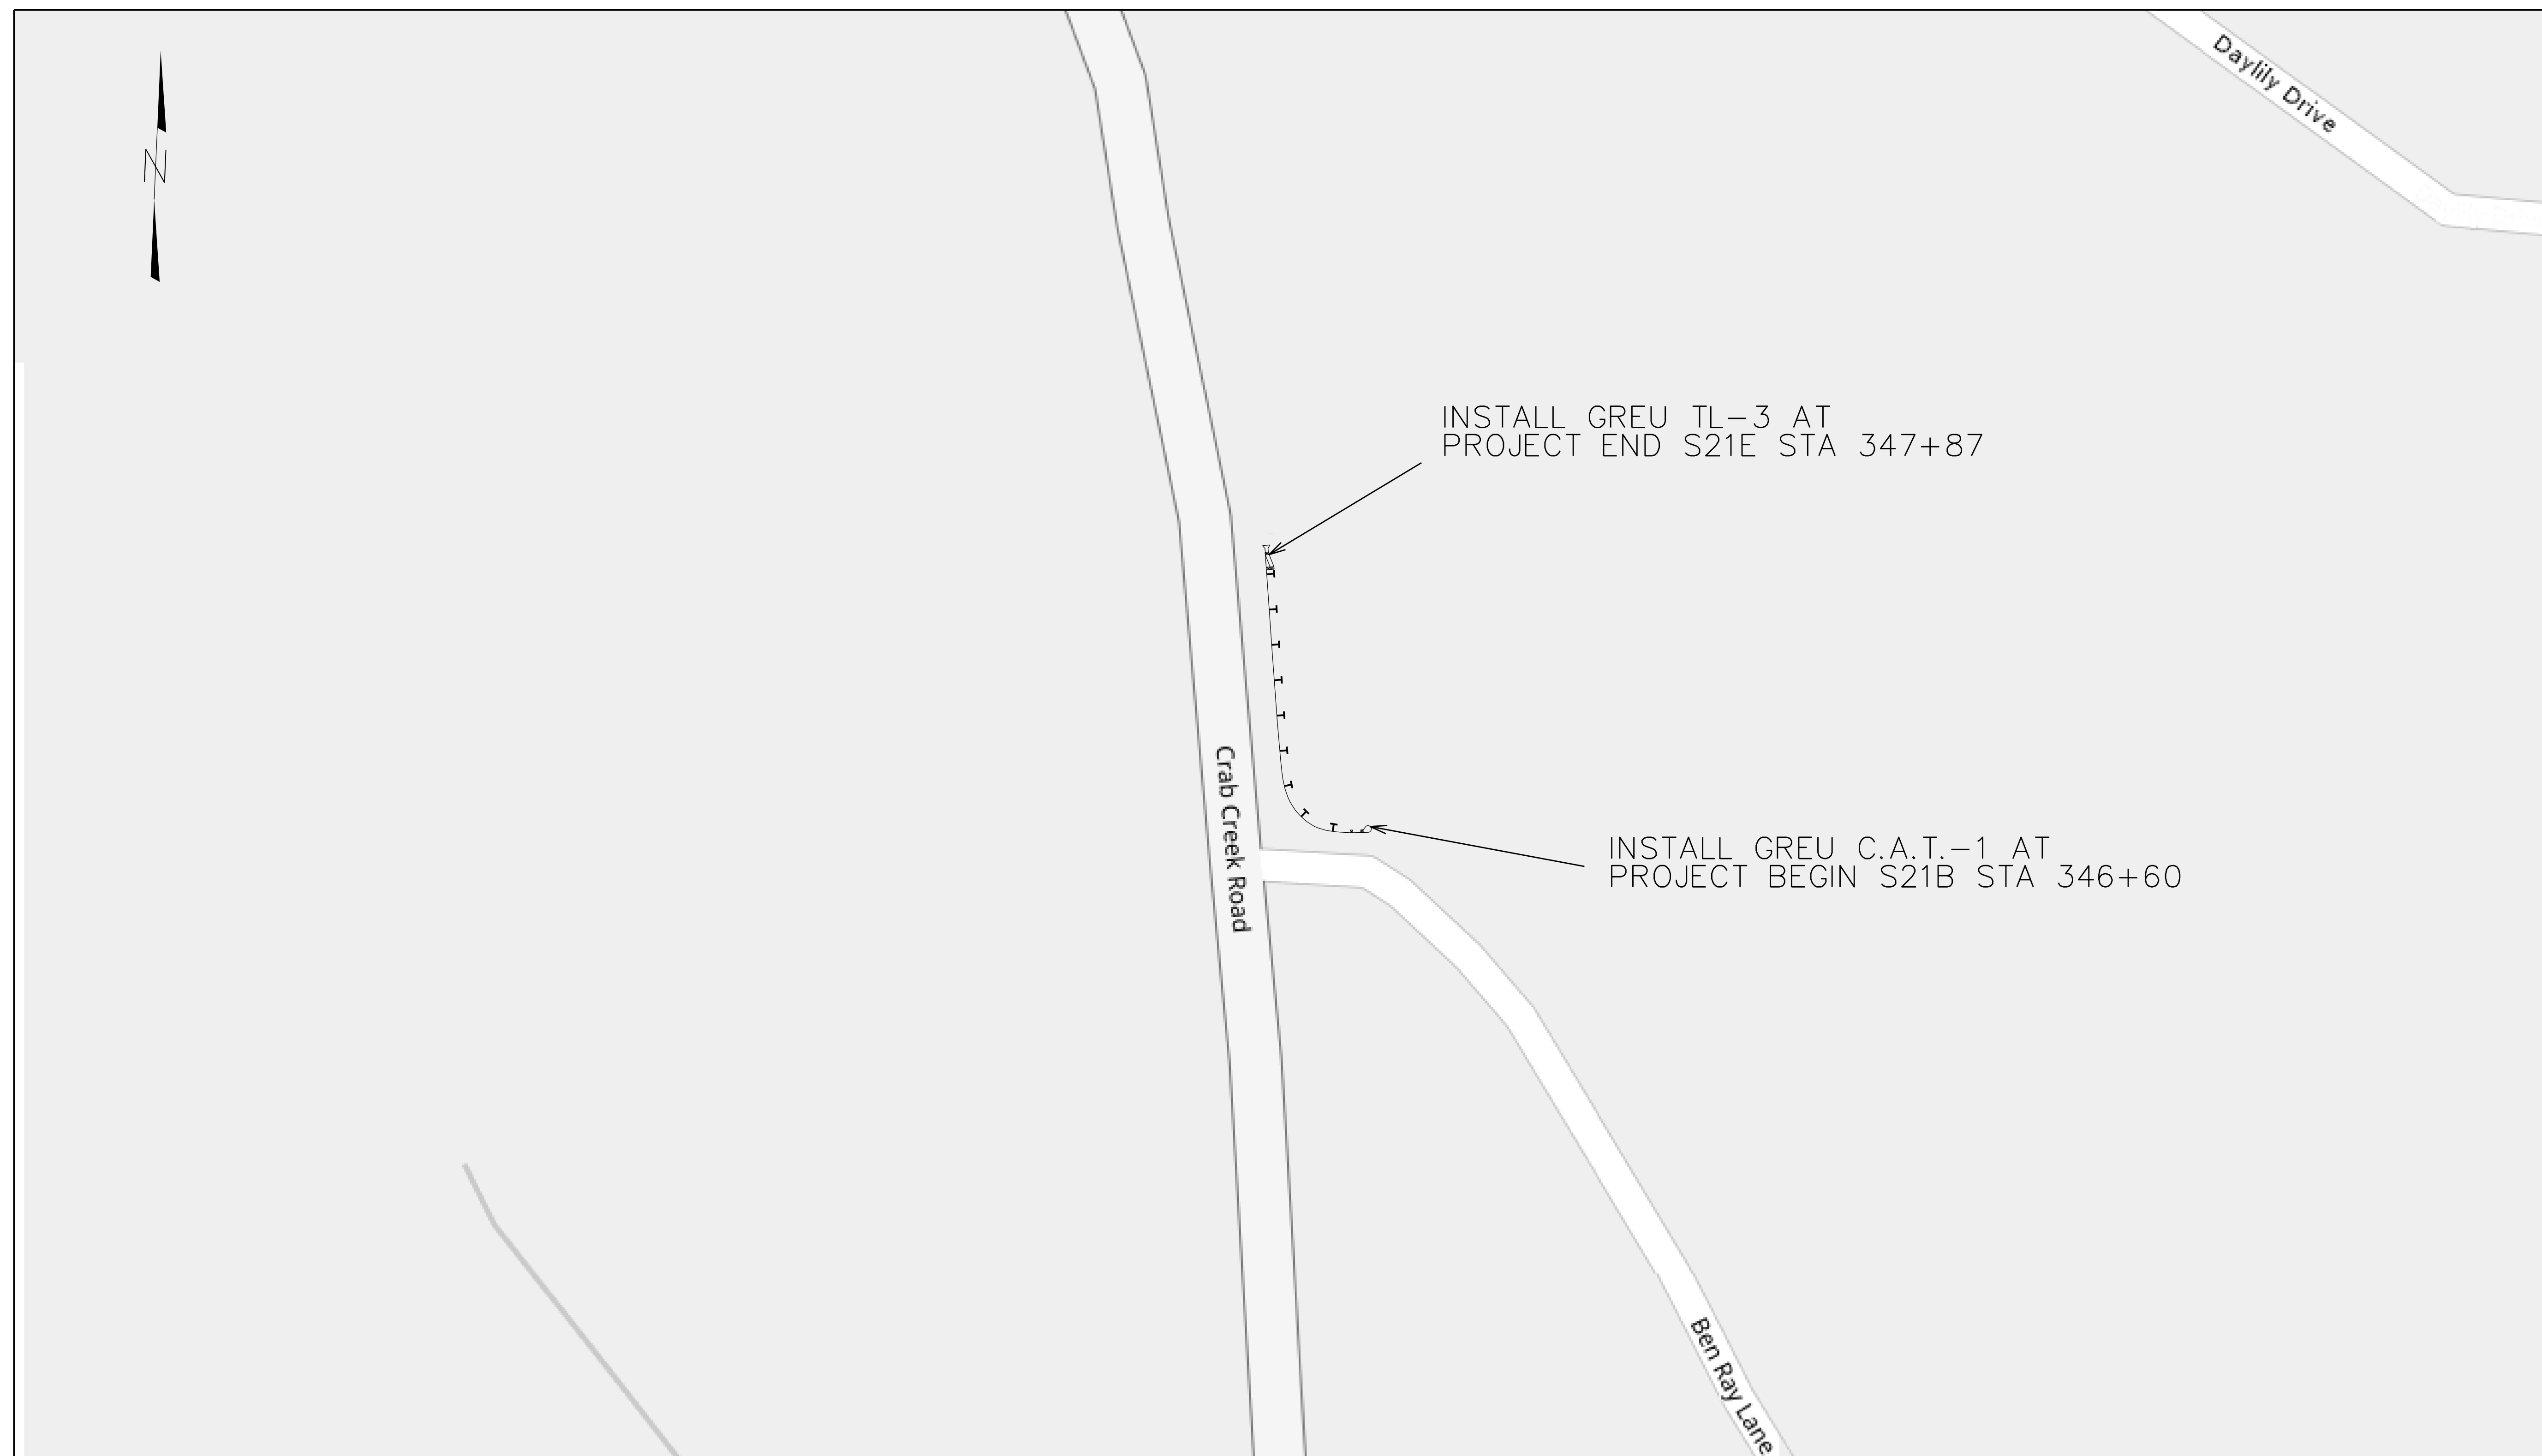 Daylily Drive
N
INSTALL GREU TL-3 AT
PROJECT END S21E STA 347+87
Crab Creek Road
INSTALL GREU C.A.T.-1 AT
PROJECT BEGIN S21B STA 346+60
Ben Ray Lane